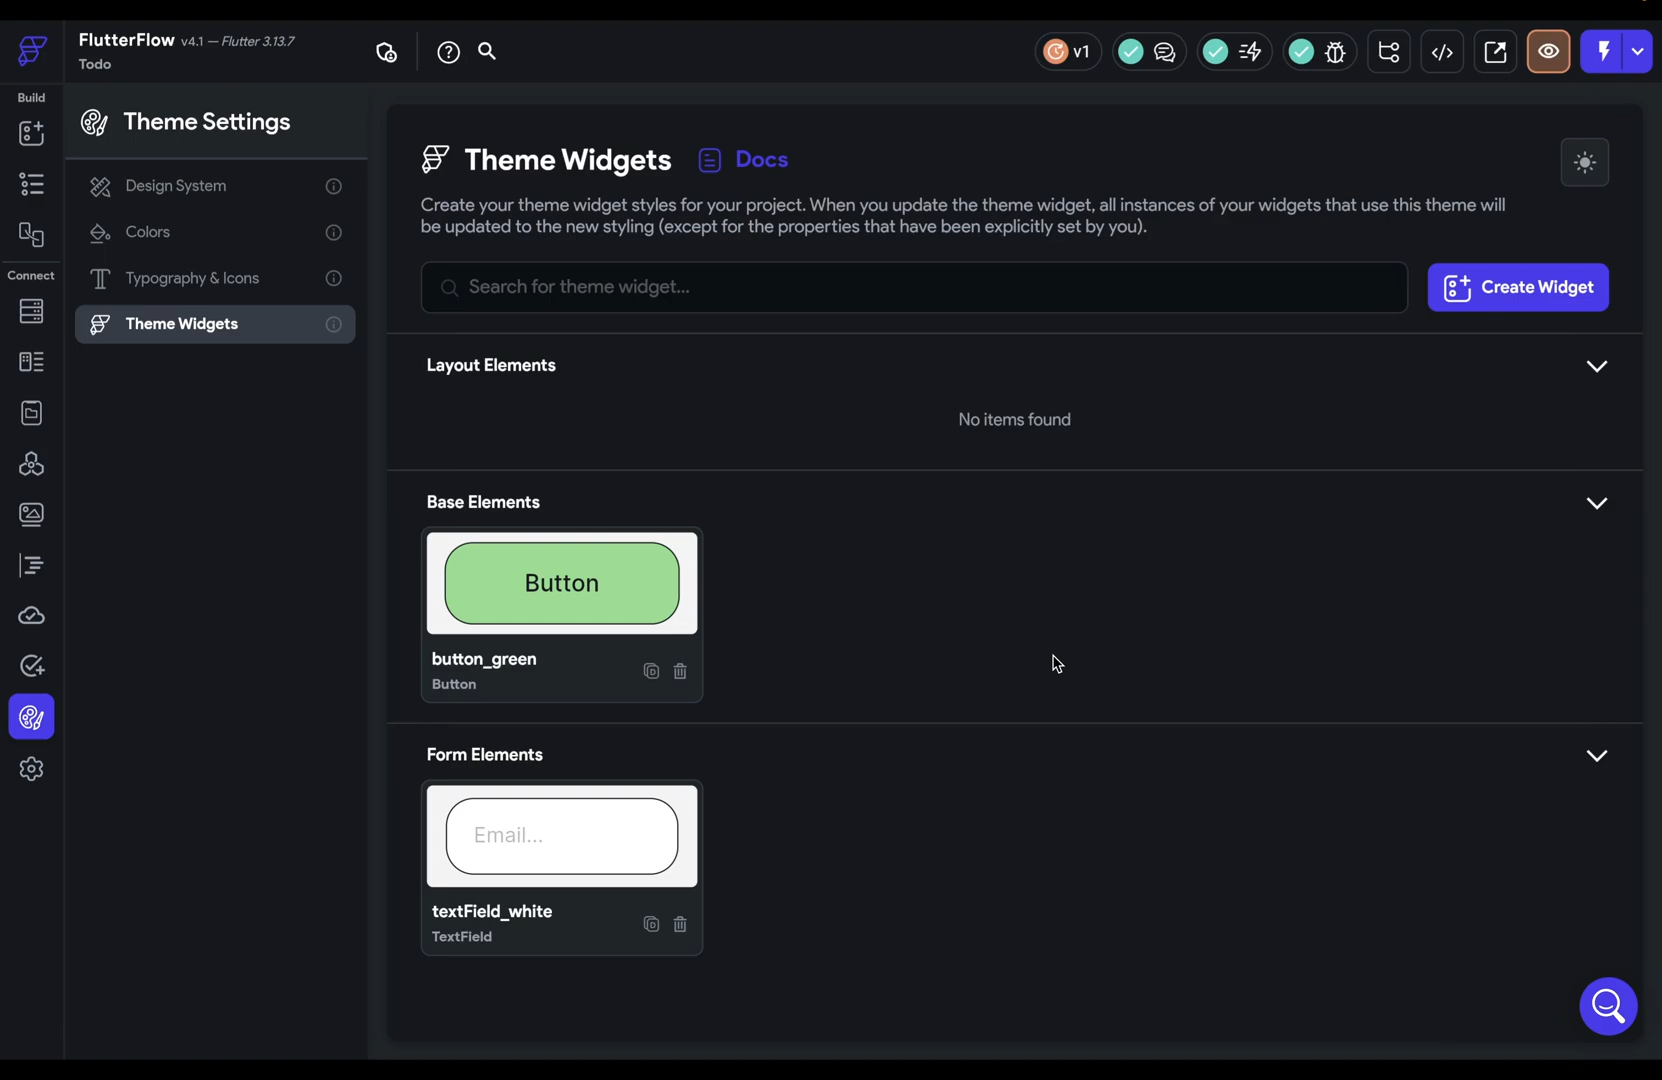 FlutterFlow v4.1 — Flutter 3.13.7
Todo
v1
Build
Connect
Theme Settings
Design System
Colors
Typography & Icons
Theme Widgets
Theme Widgets
Docs
Create your theme widget styles for your project. When you update the theme widget, all instances of your widgets that use this theme will
be updated to the new styling (except for the properties that have been explicitly set by you).
Search for theme widget...
Create Widget
Layout Elements
No items found
Base Elements
Button
button_green
Button
Form Elements
Email...
textField_white
TextField